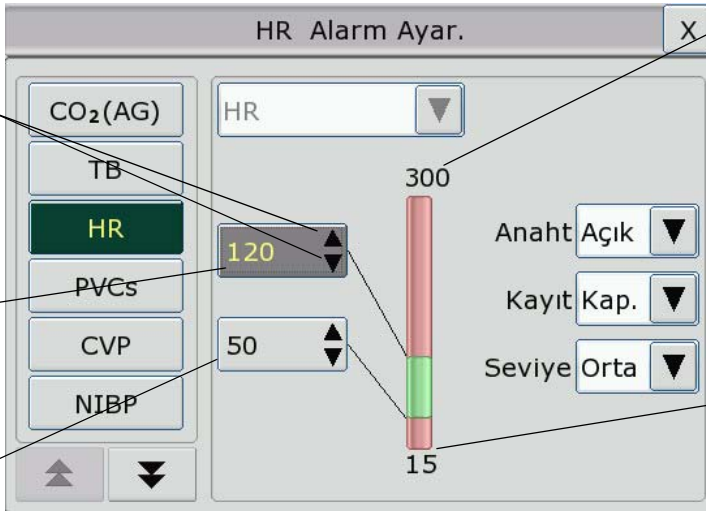 HR Alarm Ayar.
X
CO₂(AG)
TB
HR
PVCs
CVP
NIBP
HR
300
120
50
15
Anaht Açık
Kayıt Kap.
Seviye Orta